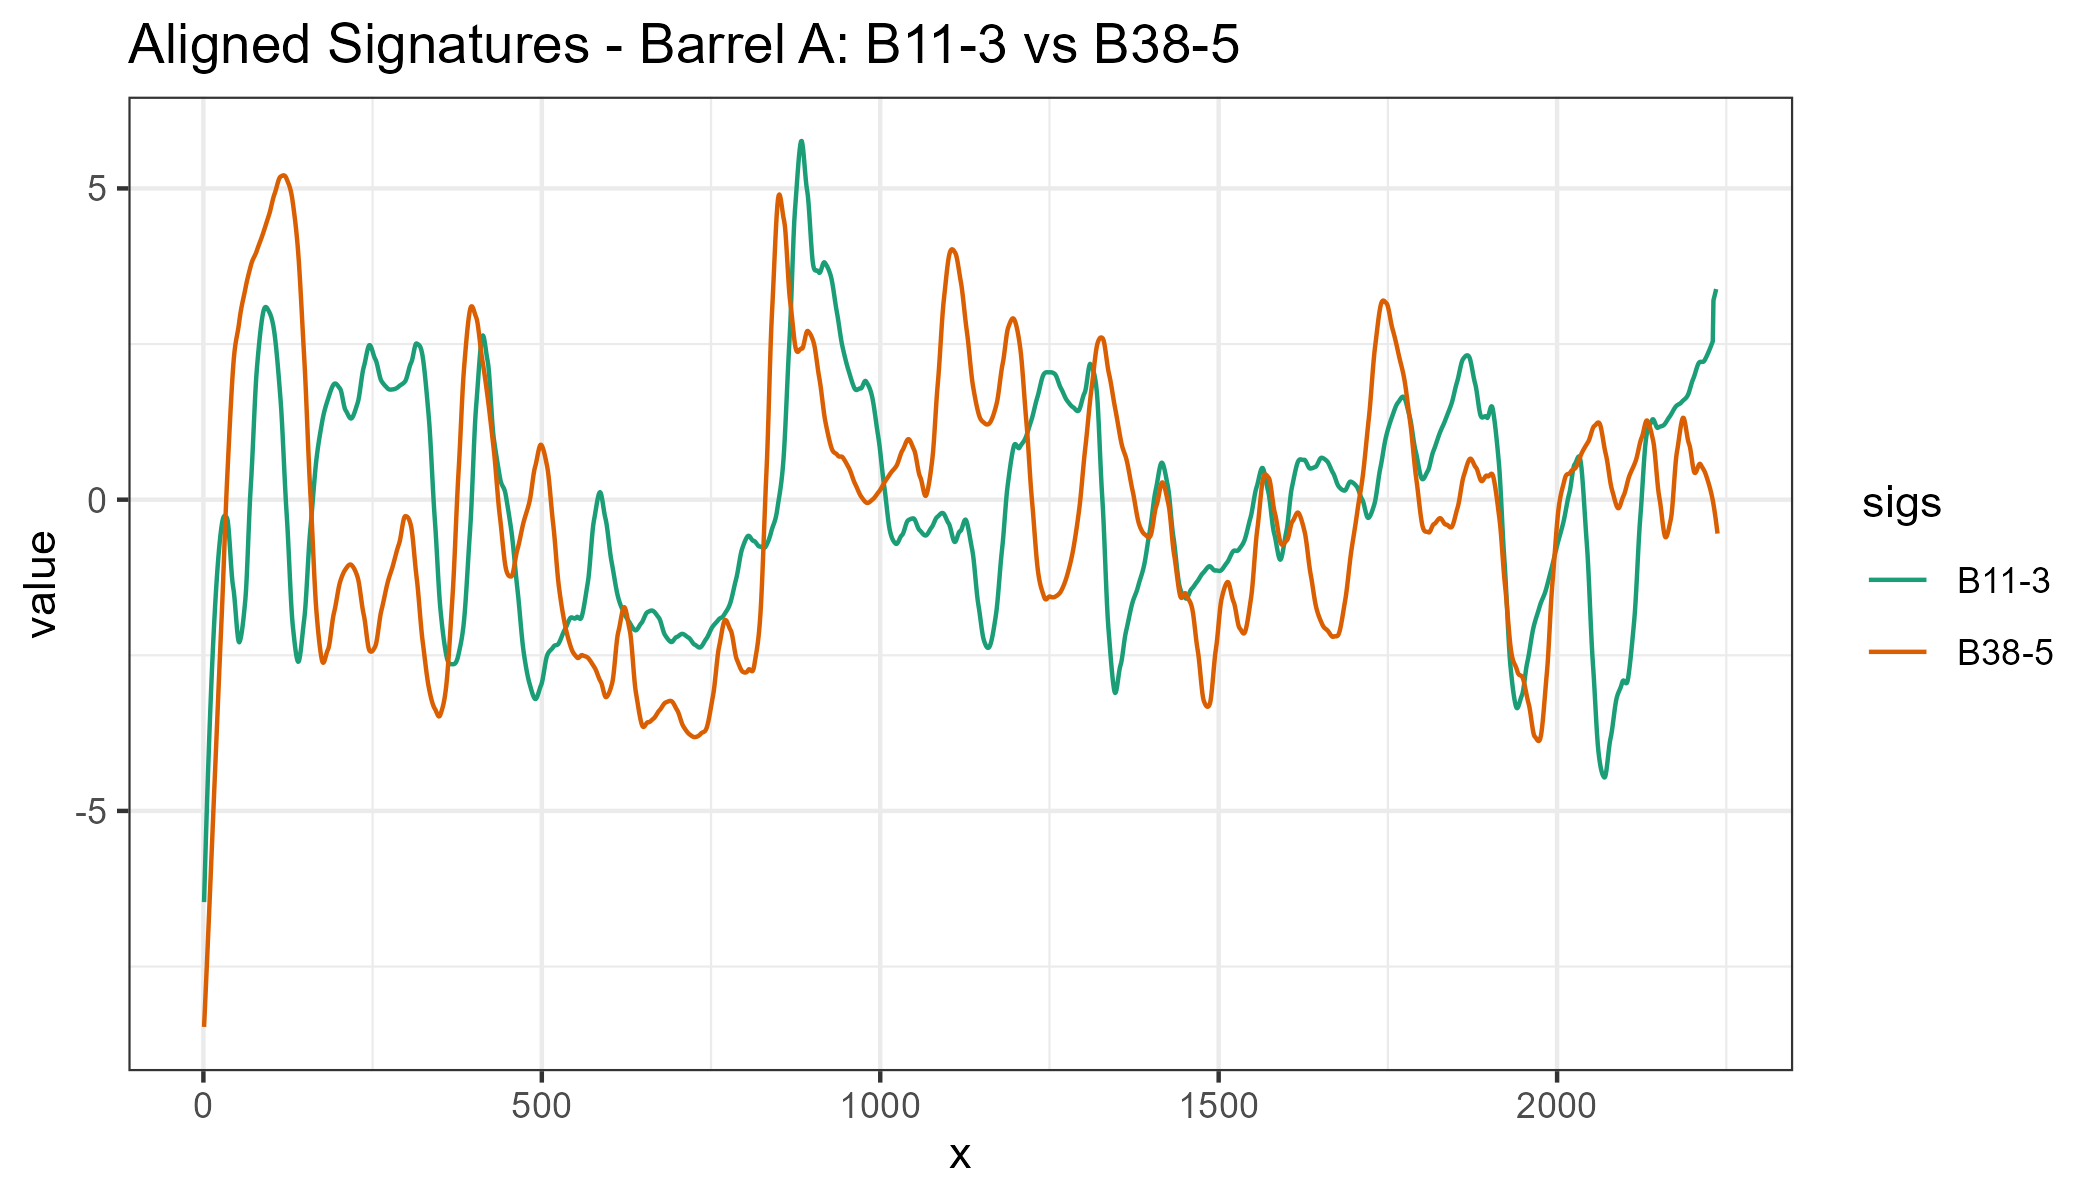 Aligned Signatures - Barrel A: B11-3 vs B38-5
5
0
-5
value
0
500
1000
1500
2000
x
sigs
B11-3
B38-5